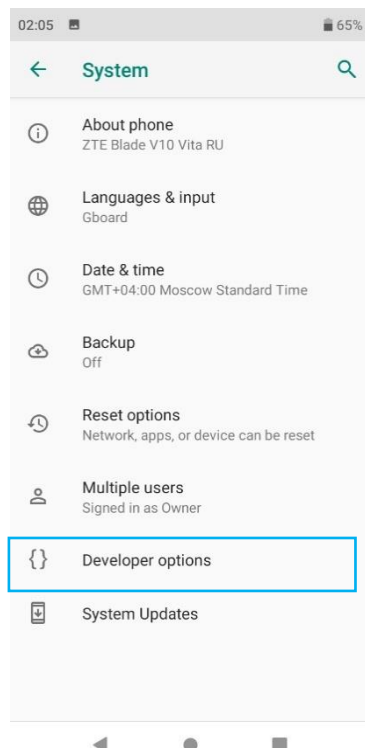 02:05 65%
System
About phone
ZTE Blade V10 Vita RU
Languages & input
Gboard
Date & time
GMT+04:00 Moscow Standard Time
Backup
Off
Reset options
Network, apps, or device can be reset
Multiple users
Signed in as Owner
{} Developer options
System Updates